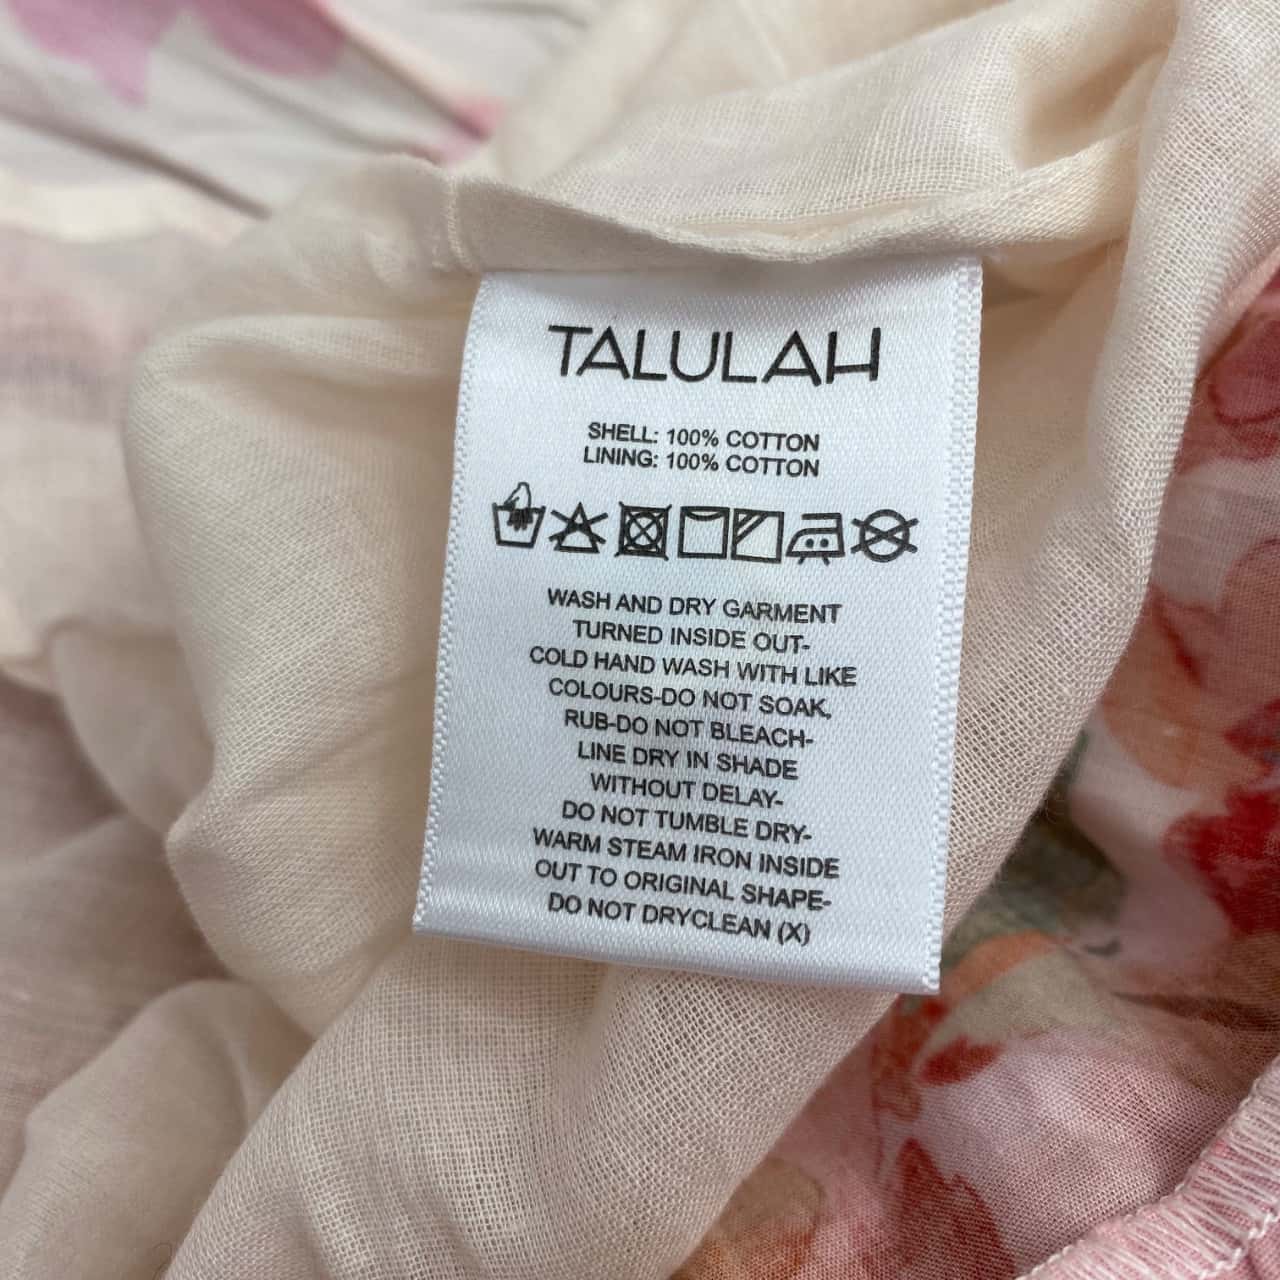 TALULAH
SHELL: 100% COTTON
LINING: 100% COTTON
WASH AND DRY GARMENT
TURNED INSIDE OUT-
COLD HAND WASH WITH LIKE
COLOURS-DO NOT SOAK,
RUB-DO NOT BLEACH-
LINE DRY IN SHADE
WITHOUT DELAY-
DO NOT TUMBLE DRY-
WARM STEAM IRON INSIDE
OUT TO ORIGINAL SHAPE-
DO NOT DRYCLEAN (X)